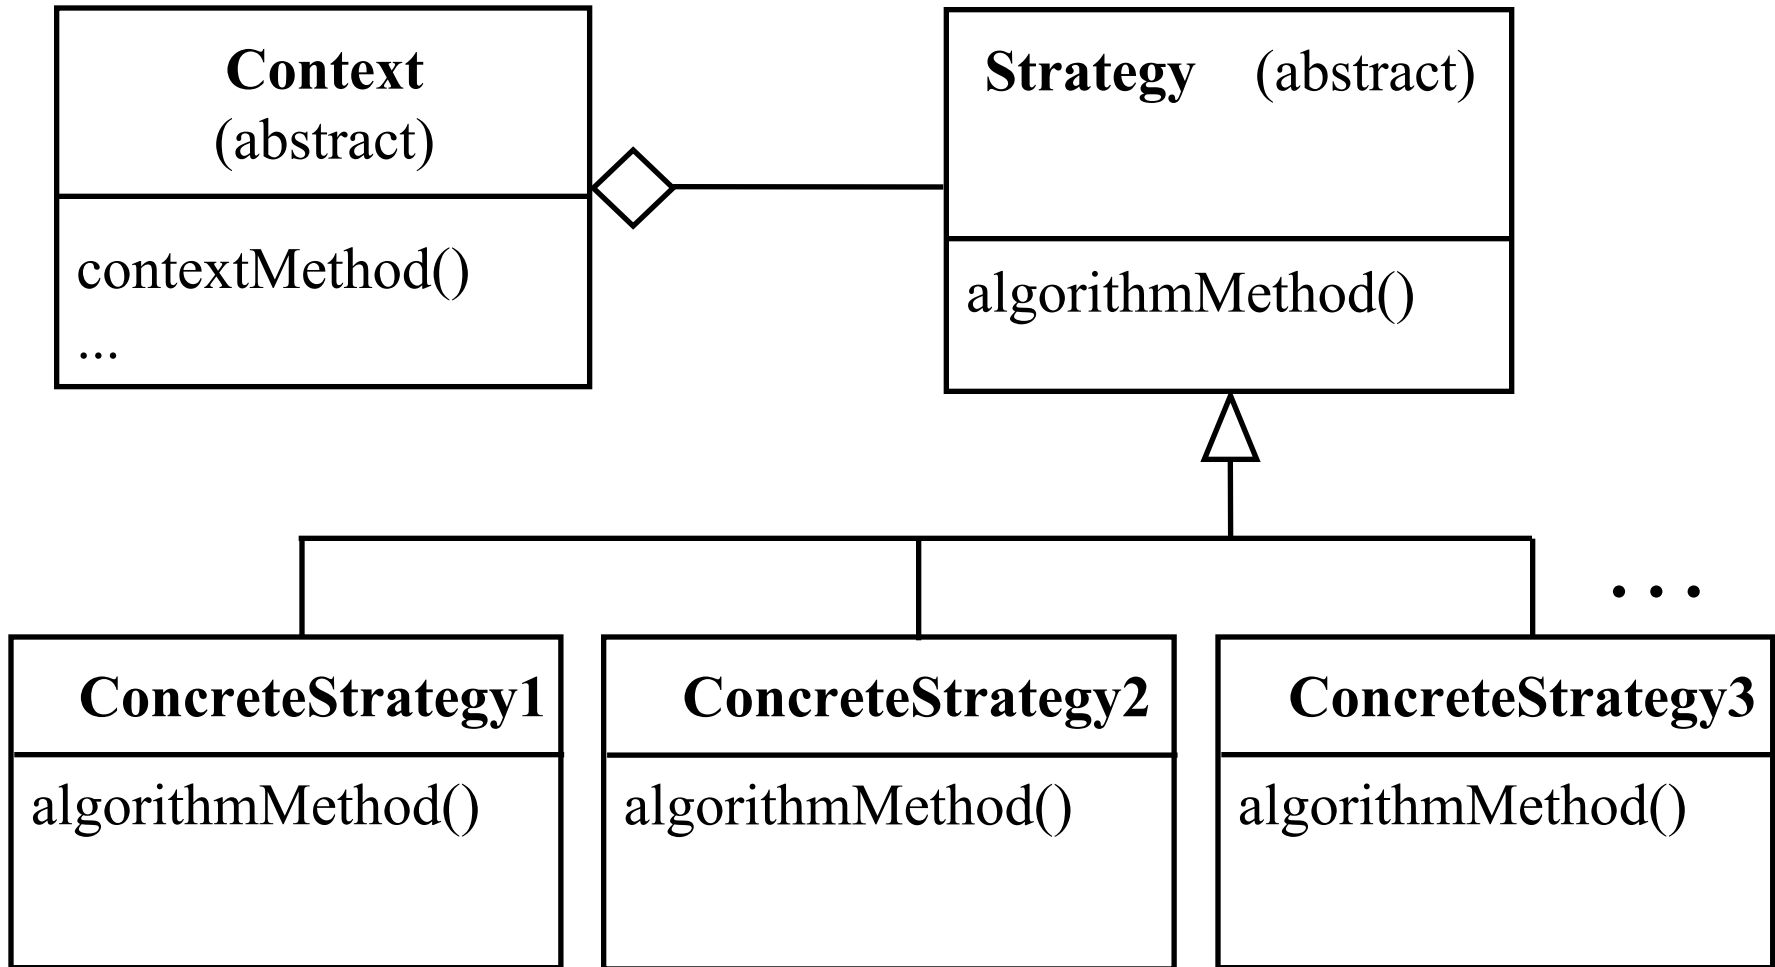 Context
(abstract)
contextMethod()
...
Strategy (abstract)
algorithmMethod()
. . .
ConcreteStrategy1
algorithmMethod()
ConcreteStrategy2
algorithmMethod()
ConcreteStrategy3
algorithmMethod()